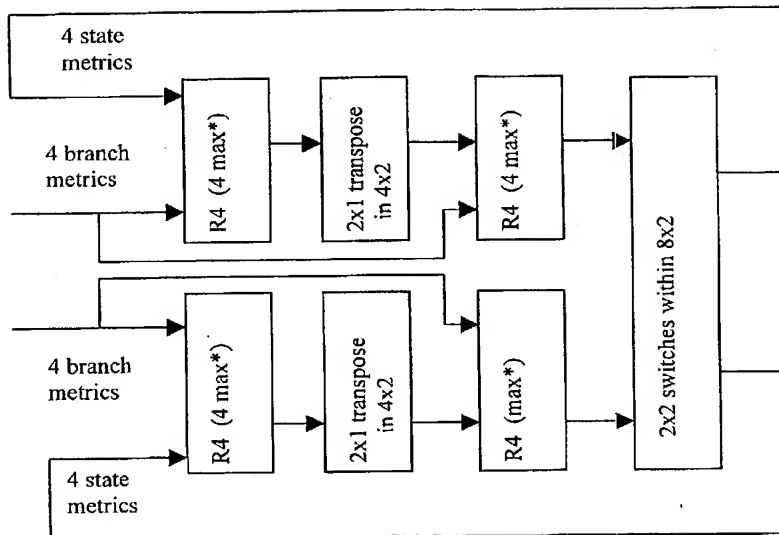 4 state
metrics
4 branch
metrics
R4 (4 max*)
2x1 transpose
in 4x2
R4 (4 max*)
2x2 switches within 8x2
4 branch
metrics
R4 (4 max*)
2x1 transpose
in 4x2
R4 (max*)
4 state
metrics